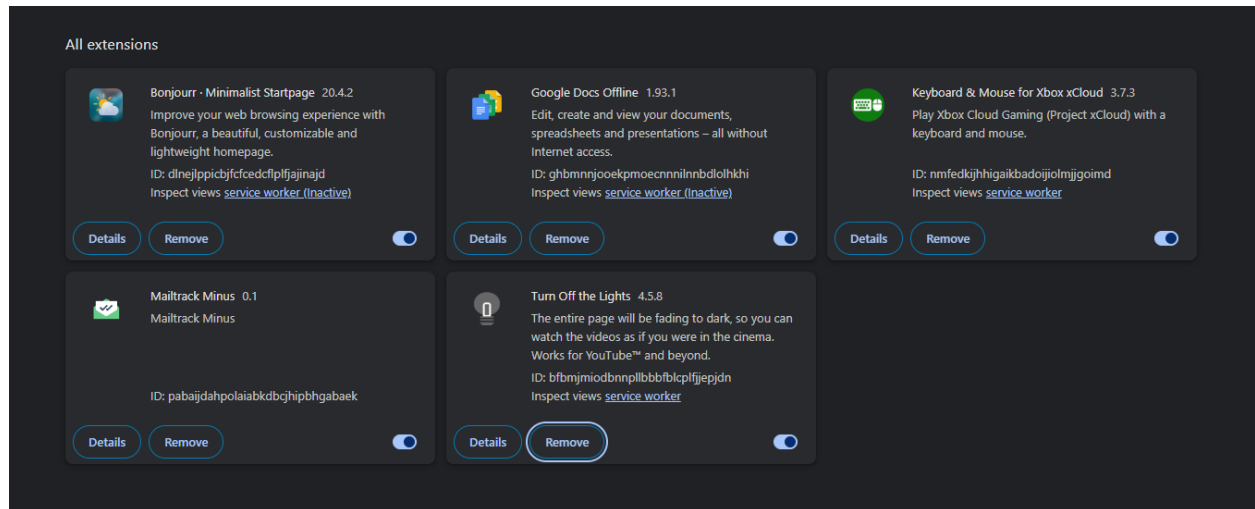 All extensions
Bonjourr · Minimalist Startpage 20.4.2
Improve your web browsing experience with
Bonjourr, a beautiful, customizable and
lightweight homepage.
ID: dlnejlppicbjfcfcedcflplfjajinajd
Inspect views service worker (Inactive)
Details
Remove
Google Docs Offline 1.93.1
Edit, create and view your documents,
spreadsheets and presentations – all without
Internet access.
ID: ghbmnnjooekpmoecnnnilnnbdlolhkhi
Inspect views service worker (Inactive)
Details
Remove
Keyboard & Mouse for Xbox xCloud 3.7.3
Play Xbox Cloud Gaming (Project xCloud) with a
keyboard and mouse.
ID: nmfedkijhhigaikbadoijiolmjjgoimd
Inspect views service worker
Details
Remove
Mailtrack Minus 0.1
Mailtrack Minus
ID: pabaijdahpolaiabkdbcjhipbhgabaek
Details
Remove
Turn Off the Lights 4.5.8
The entire page will be fading to dark, so you can
watch the videos as if you were in the cinema.
Works for YouTube™ and beyond.
ID: bfbmjmiodbnnpllbbbfblcplfjjepjdn
Inspect views service worker
Details
Remove